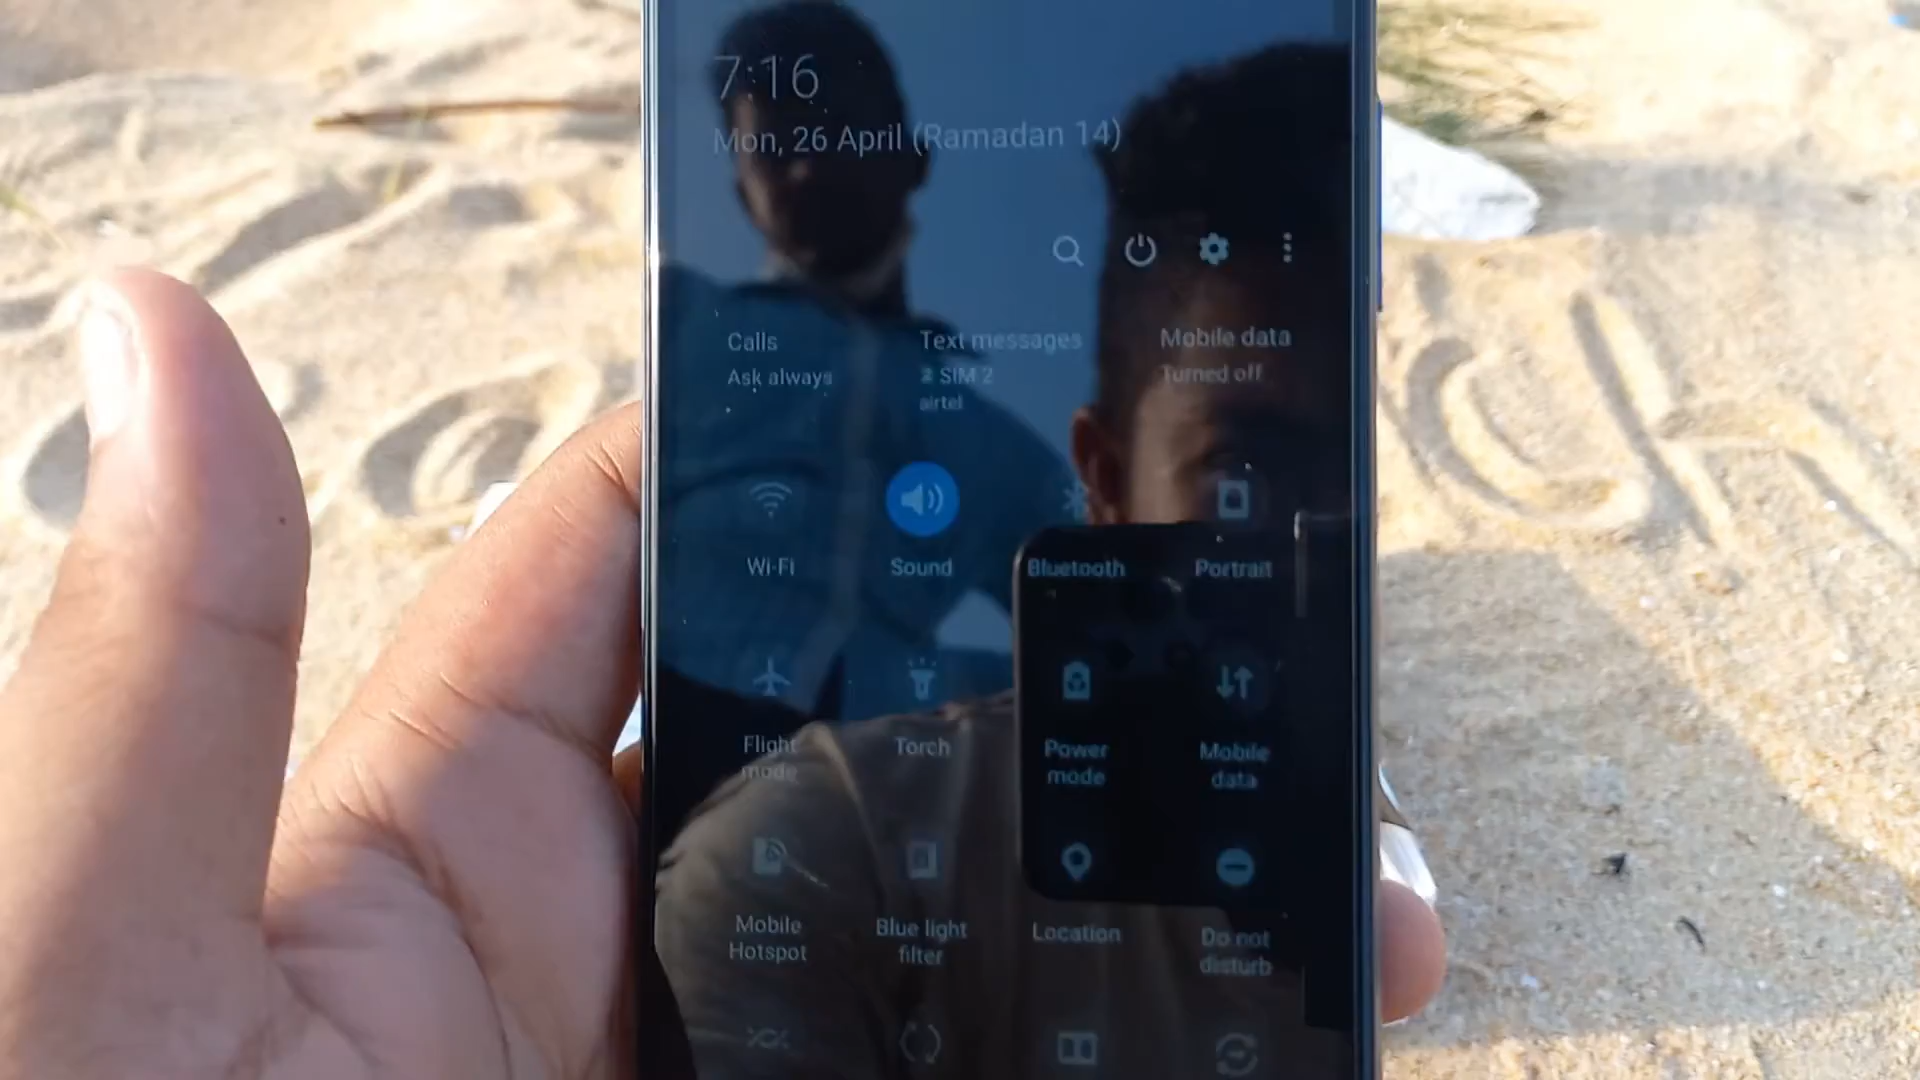 7:16
Mon, 26 April (Ramadan 14)
Calls
Text messages
Mobile data
Ask always
2 SIM 2
Turned off
airtel
Wi-Fi
Sound
Bluetooth
Portrait
Flight
mode
Torch
Power
mode
Mobile
data
Mobile
Hotspot
Blue light
filter
Location
Do not
disturb
ch